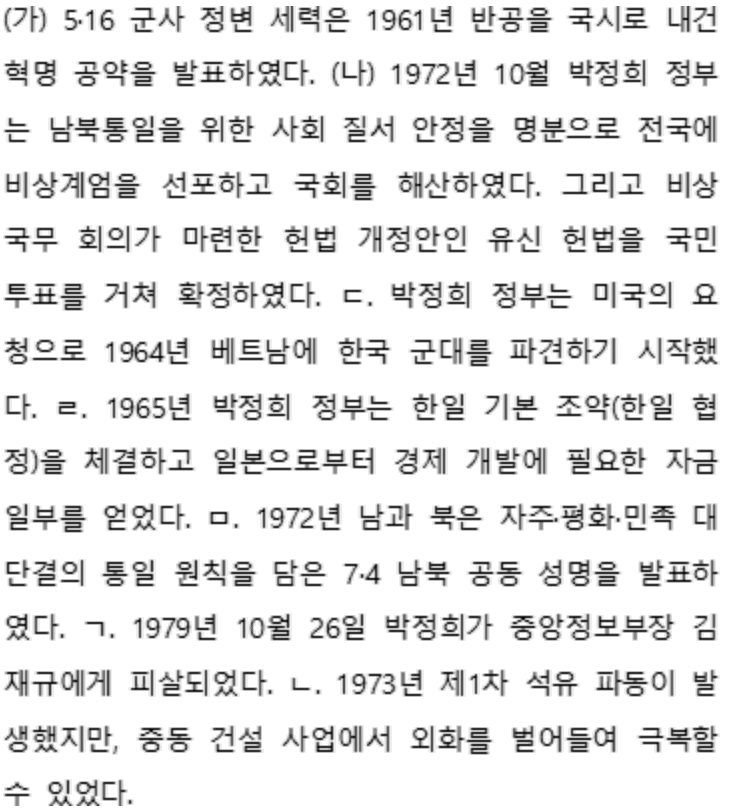 (가) 5·16 군사 정변 세력은 1961년 반공을 국시로 내건
혁명 공약을 발표하였다. (나) 1972년 10월 박정희 정부
는 남북통일을 위한 사회 질서 안정을 명분으로 전국에
비상계엄을 선포하고 국회를 해산하였다. 그리고 비상
국무 회의가 마련한 헌법 개정안인 유신 헌법을 국민
투표를 거쳐 확정하였다. ㄷ. 박정희 정부는 미국의 요
청으로 1964년 베트남에 한국 군대를 파견하기 시작했
다. ㄹ. 1965년 박정희 정부는 한일 기본 조약(한일 협
정)을 체결하고 일본으로부터 경제 개발에 필요한 자금
일부를 얻었다. ㅁ. 1972년 남과 북은 자주·평화·민족 대
단결의 통일 원칙을 담은 7·4 남북 공동 성명을 발표하
였다. ㄱ. 1979년 10월 26일 박정희가 중앙정보부장 김
재규에게 피살되었다. ㄴ. 1973년 제1차 석유 파동이 발
생했지만, 중동 건설 사업에서 외화를 벌어들여 극복할
수 있었다.